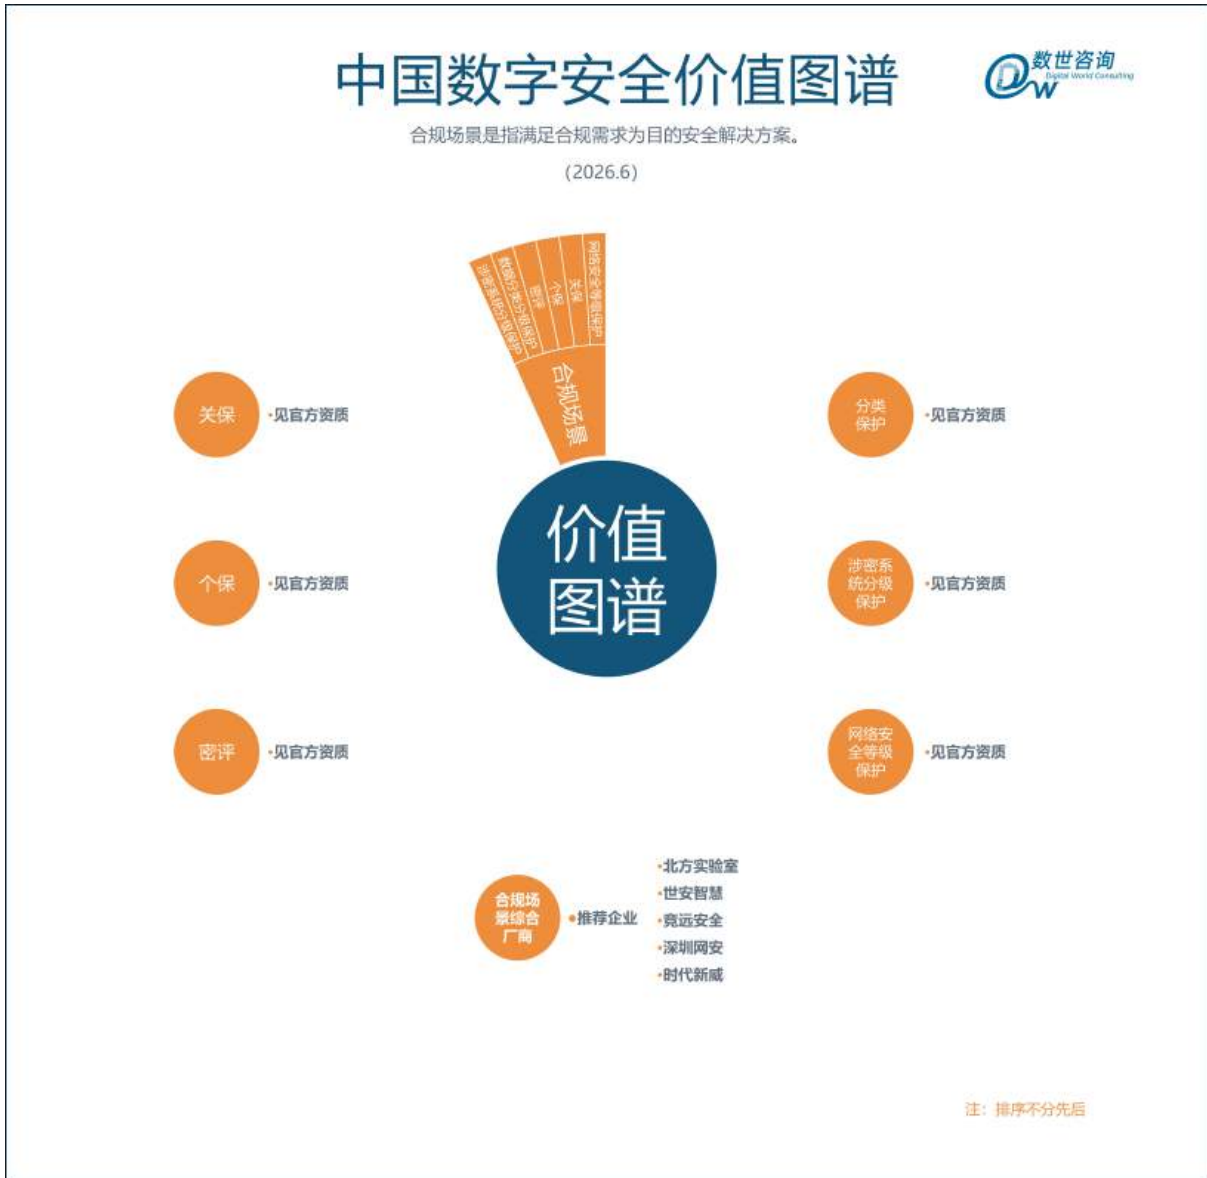 中国数字安全价值图谱
数世咨询
Digital World Consulting
合规场景是指满足合规需求为目的安全解决方案。
(2026.6)
涉密系统分级保护
数据分类分级保护
密评
个保
关保
网络安全等级保护
合规场景
价值
图谱
关保
•见官方资质
个保
•见官方资质
密评
•见官方资质
分类
保护
•见官方资质
涉密系
统分级
保护
•见官方资质
网络安
全等级
保护
•见官方资质
合规场
景综合
厂商
•推荐企业
•北方实验室
•世安智慧
•竞远安全
•深圳网安
•时代新威
注：排序不分先后